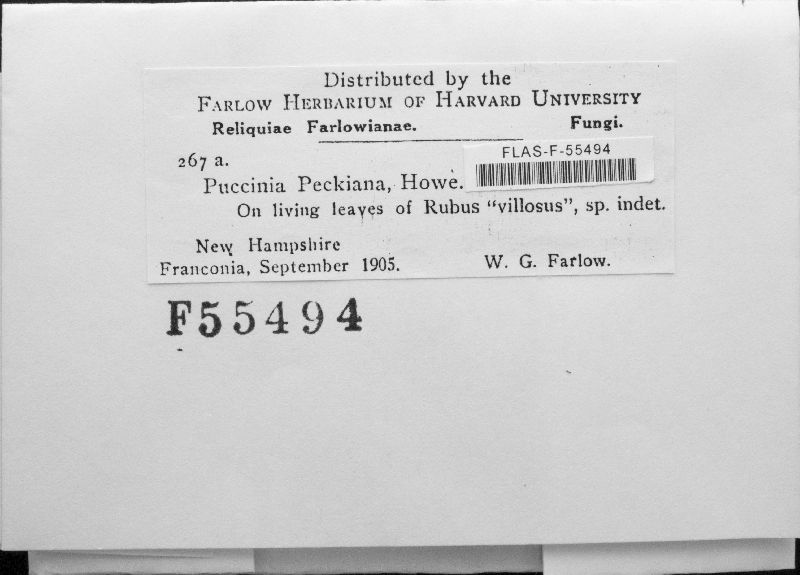 Distributed by the
FARLOW HERBARIUM OF HARVARD UNIVERSITY
Reliquiae Farlowianae. Fungi.
267 a.
FLAS-F-55494
Puccinia Peckiana, Howe.
On living leaves of Rubus "villosus", sp. indet.
New Hampshire
Franconia, September 1905. W. G. Farlow.
F55494